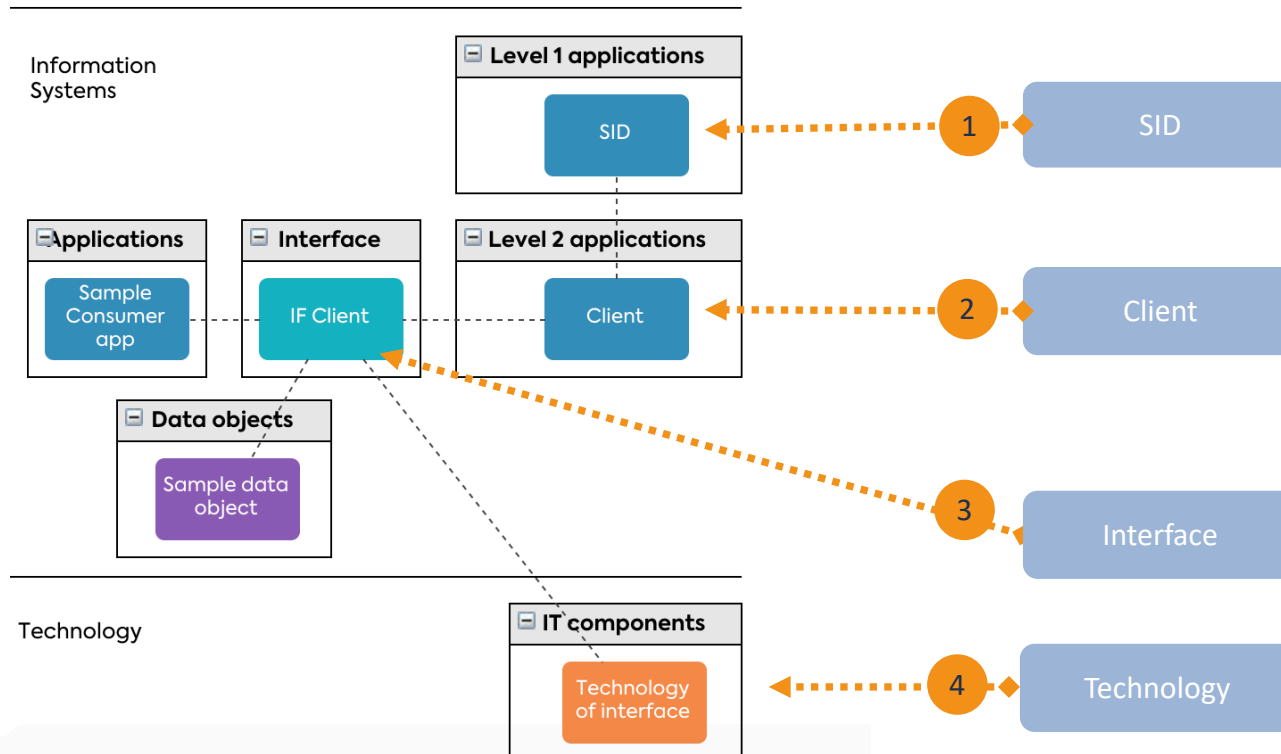 Information
Systems
Level 1 applications
SID
1
SID
Applications
Interface
Level 2 applications
Sample
Consumer
app
IF Client
Client
2
Client
Data objects
Sample data
object
3
Interface
Technology
IT components
Technology
of interface
4
Technology